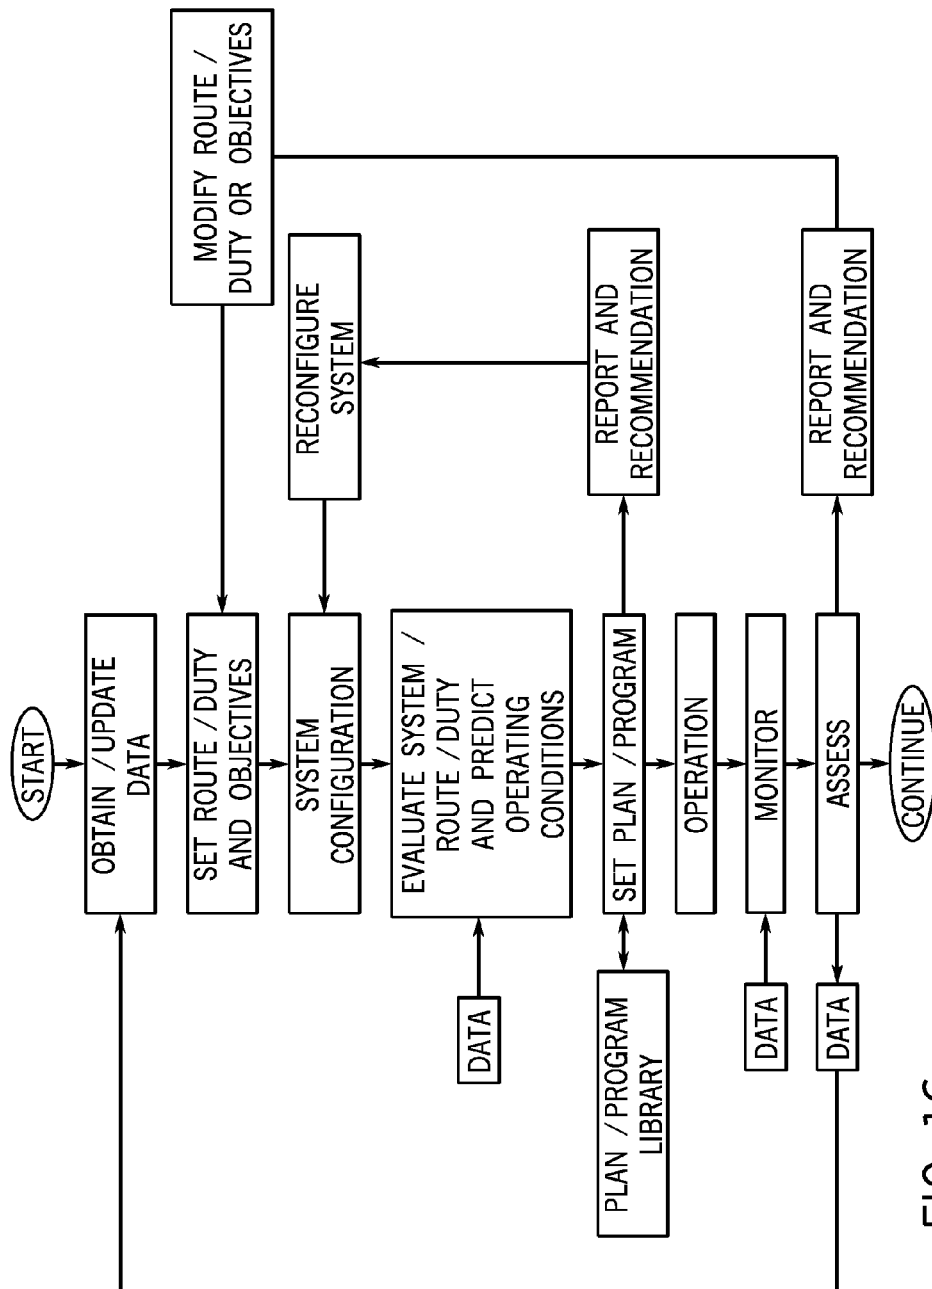 START
OBTAIN / UPDATE
DATA
SET ROUTE / DUTY
AND OBJECTIVES
MODIFY ROUTE /
DUTY OR OBJECTIVES
SYSTEM
CONFIGURATION
RECONFIGURE
SYSTEM
DATA
EVALUATE SYSTEM /
ROUTE / DUTY
AND PREDICT
OPERATING
CONDITIONS
PLAN / PROGRAM
LIBRARY
SET PLAN / PROGRAM
REPORT AND
RECOMMENDATION
OPERATION
DATA
MONITOR
DATA
ASSESS
REPORT AND
RECOMMENDATION
CONTINUE